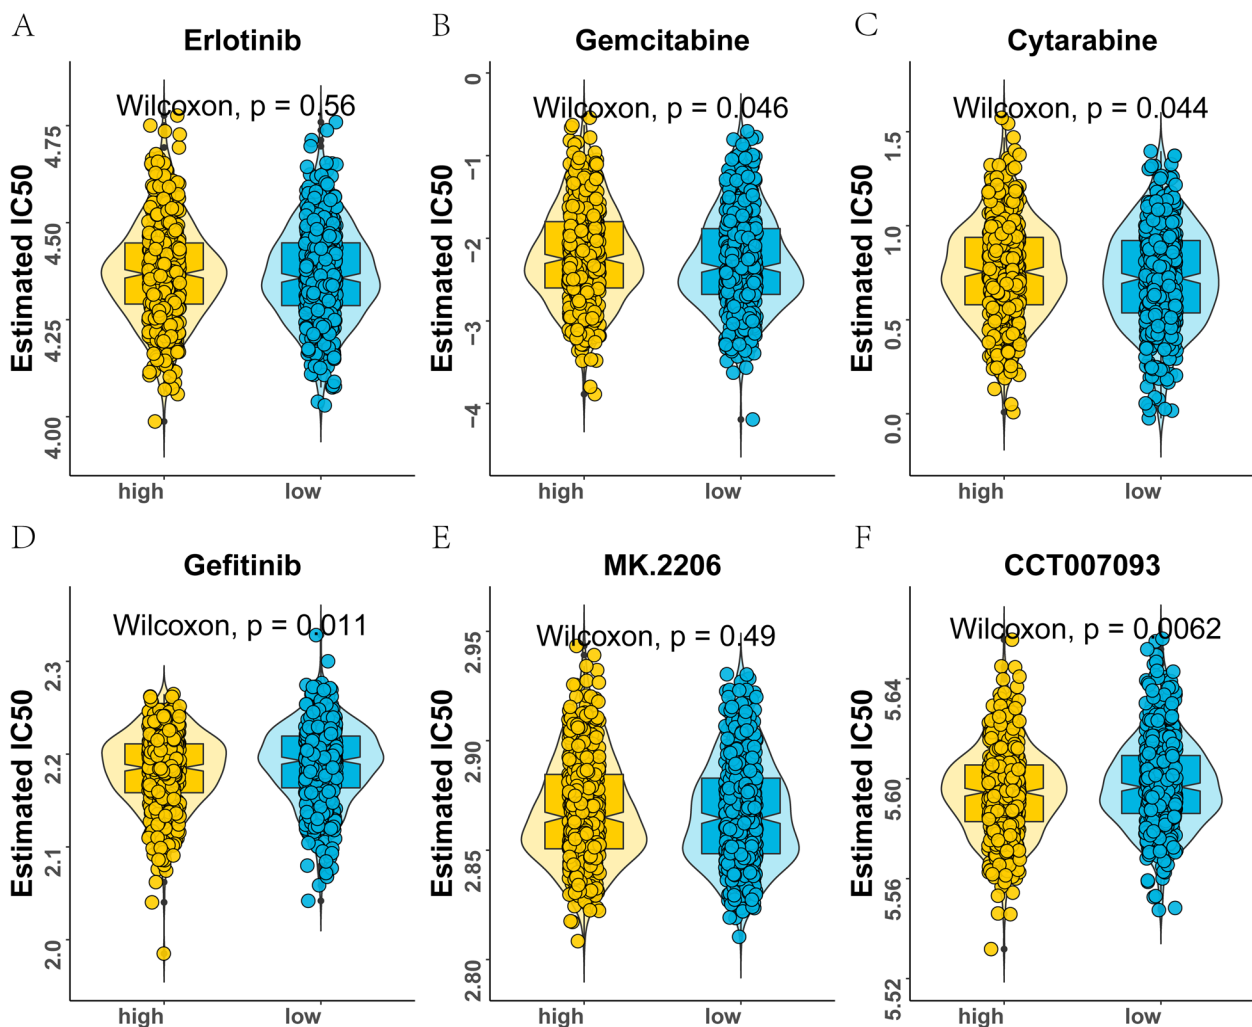 A
Erlotinib
Wilcoxon, p = 0.56
Estimated IC50
4.75
4.50
4.25
4.00
high
low
B
Gemcitabine
Wilcoxon, p = 0.046
Estimated IC50
0
−1
−2
−3
−4
high
low
C
Cytarabine
Wilcoxon, p = 0.044
Estimated IC50
1.5
1.0
0.5
0.0
high
low
D
Gefitinib
Wilcoxon, p = 0.011
Estimated IC50
2.3
2.2
2.1
2.0
high
low
E
MK.2206
Wilcoxon, p = 0.49
Estimated IC50
2.95
2.90
2.85
2.80
high
low
F
CCT007093
Wilcoxon, p = 0.0062
Estimated IC50
5.64
5.60
5.56
5.52
high
low